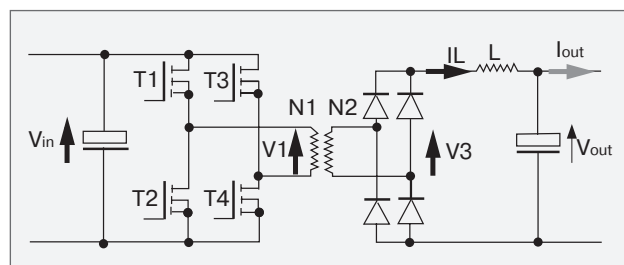 IL L Iout
T1 T3
N1 N2
Vin V1 V3 Vout
T2 T4